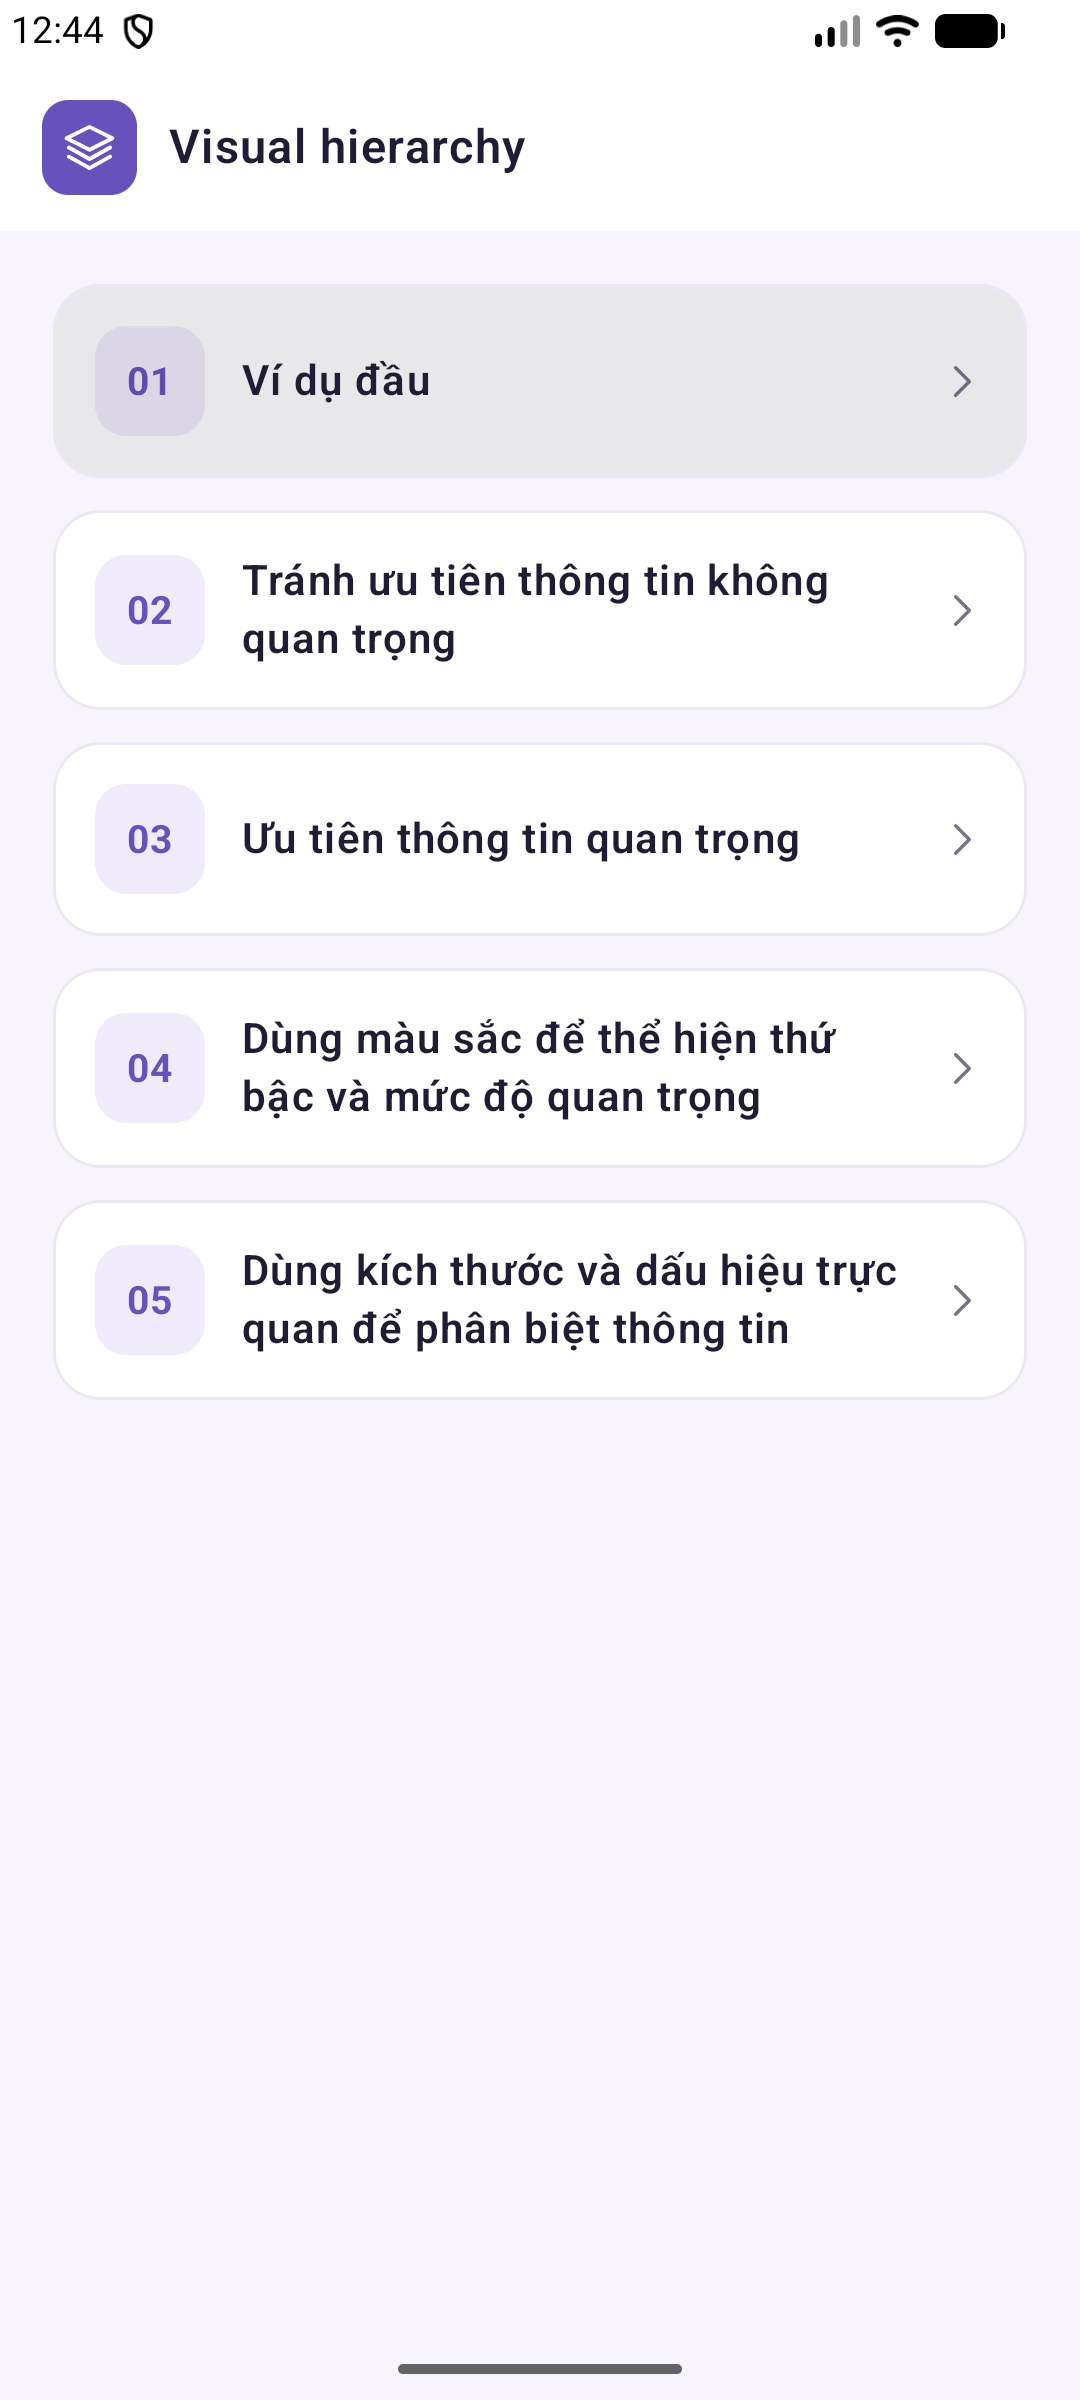 12:44
Visual hierarchy
01
Ví dụ đầu
02
Tránh ưu tiên thông tin không
quan trọng
03
Ưu tiên thông tin quan trọng
04
Dùng màu sắc để thể hiện thứ
bậc và mức độ quan trọng
05
Dùng kích thước và dấu hiệu trực
quan để phân biệt thông tin